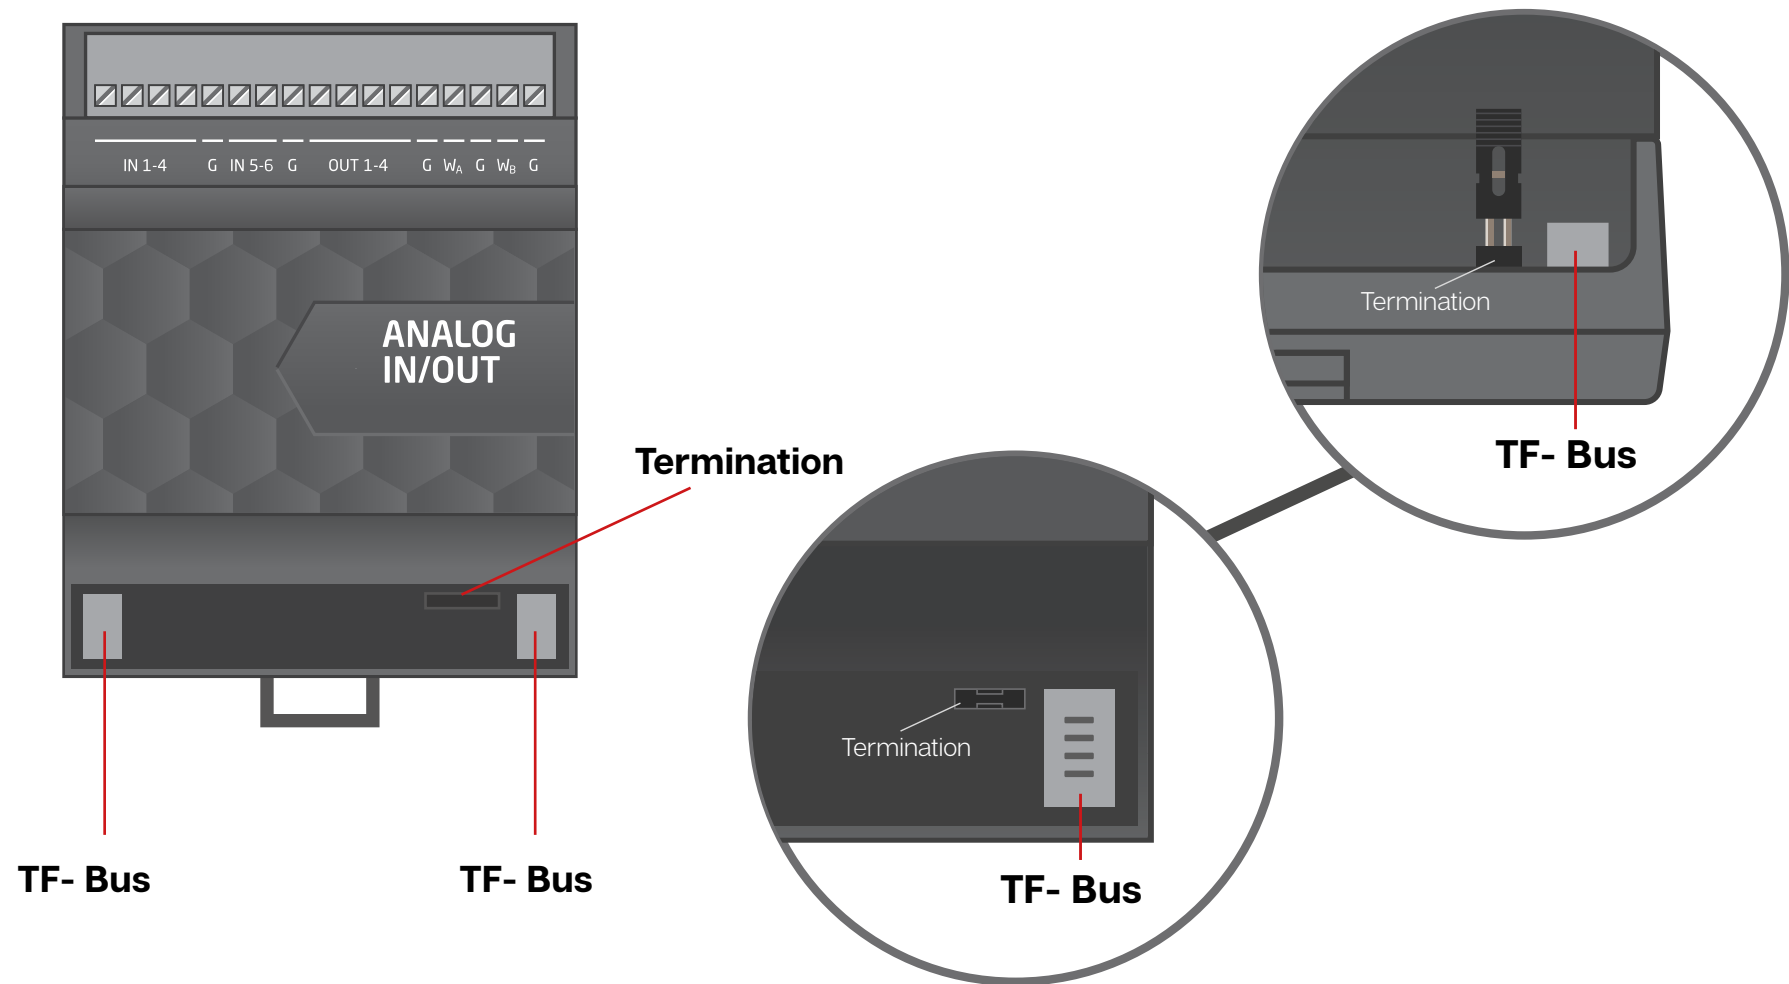 IN 1-4 G IN 5-6 G OUT 1-4 G WA G WB G
ANALOG
IN/OUT
Termination
TF- Bus
TF- Bus
Termination
TF- Bus
Termination
TF- Bus